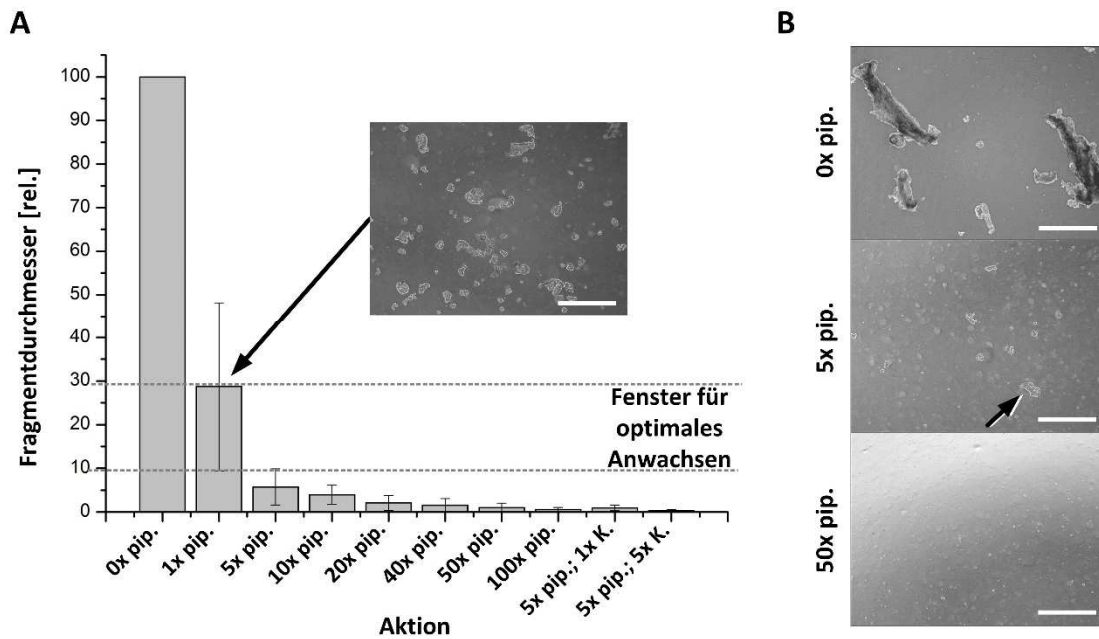 A
Fragmentdurchmesser [rel.]
100
90
80
70
60
50
40
30
20
10
0
Fenster für
optimales
Anwachsen
0x pip.
1x pip.
5x pip.
10x pip.
20x pip.
40x pip.
50x pip.
100x pip.
5x pip.; 1x K.
5x pip.; 5x K.
Aktion
B
0x pip.
5x pip.
50x pip.